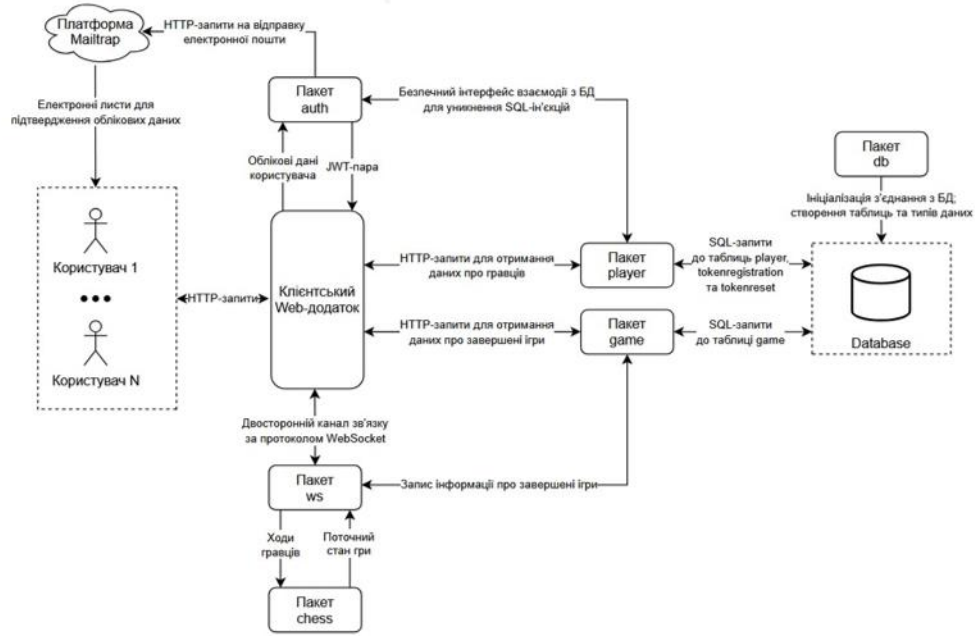 Платформа
Mailtrap
HTTP-запити на відправку
електронної пошти
Пакет
auth
Безпечний інтерфейс взаємодії з БД
для уникнення SQL-ін'єкцій
Електронні листи для
підтвердження облікових даних
Облікові дані
користувача
JWT-пара
Пакет
db
Ініціалізація з'єднання з БД;
створення таблиць та типів даних
Користувач 1
Користувач N
HTTP-запити
Клієнтський
Web-додаток
HTTP-запити для отримання
даних про гравців
Пакет
player
SQL-запити
до таблиць player,
tokenregistration
та tokenreset
HTTP-запити для отримання
даних про завершені ігри
Пакет
game
SQL-запити
до таблиці game
Database
Двосторонній канал зв'язку
за протоколом WebSocket
Пакет
ws
Запис інформації про завершені ігри
Ходи
гравців
Поточний
стан гри
Пакет
chess